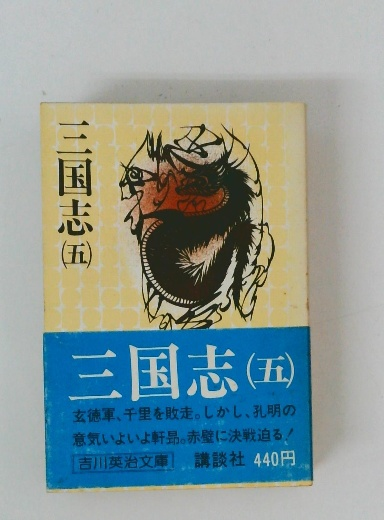 三国志
(五)
三国志(五)
玄徳軍、千里を敗走。しかし、孔明の
意気いよいよ軒昂。赤壁に決戦迫る!
吉川英治文庫 講談社 440円